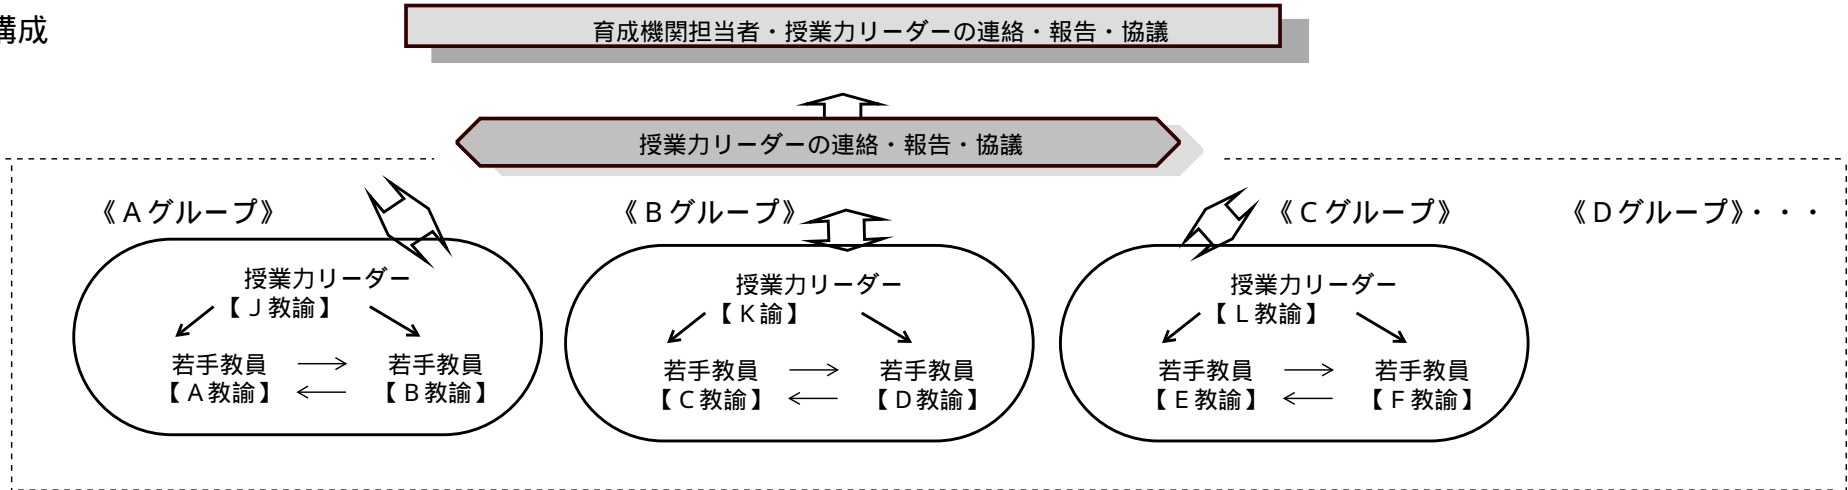 構成
育成機関担当者・授業力リーダーの連絡・報告・協議
授業力リーダーの連絡・報告・協議
《Aグループ》
《Bグループ》
《Cグループ》
《Dグループ》・・・
授業力リーダー
【J教諭】
若手教員
【A教諭】
若手教員
【B教諭】
授業力リーダー
【K諭】
若手教員
【C教諭】
若手教員
【D教諭】
授業力リーダー
【L教諭】
若手教員
【E教諭】
若手教員
【F教諭】